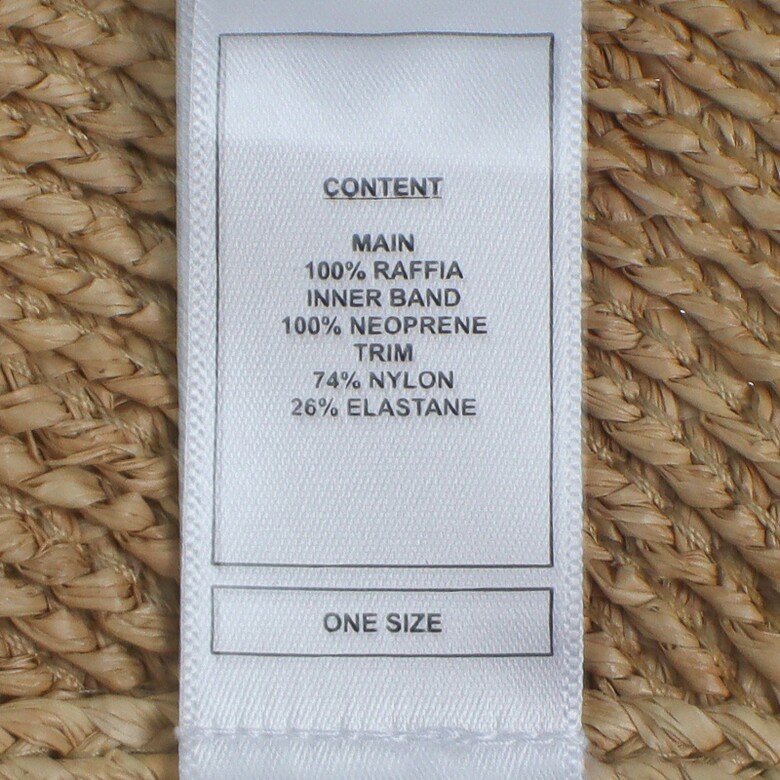 CONTENT
MAIN
100% RAFFIA
INNER BAND
100% NEOPRENE
TRIM
74% NYLON
26% ELASTANE
ONE SIZE